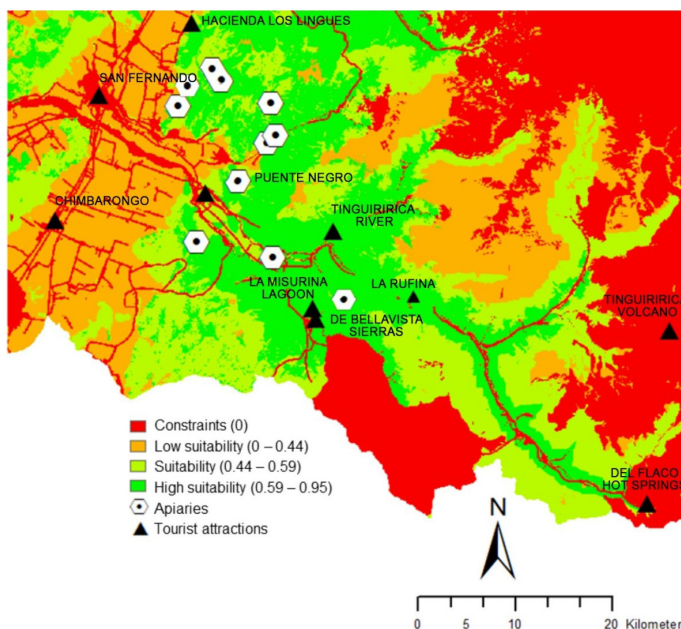 HACIENDA LOS LINGUES
SAN FERNANDO
PUENTE NEGRO
CHIMBARONGO
TINGUIRIRICA
RIVER
LA MISURINA
LAGOON
LA RUFINA
DE BELLAVISTA
SIERRAS
TINGUIRIRICA
VOLCANO
DEL FLACO
HOT SPRINGS
Constraints (0)
Low suitability (0 – 0.44)
Suitability (0.44 – 0.59)
High suitability (0.59 – 0.95)
Apiaries
Tourist attractions
N
0 5 10 20 Kilometer